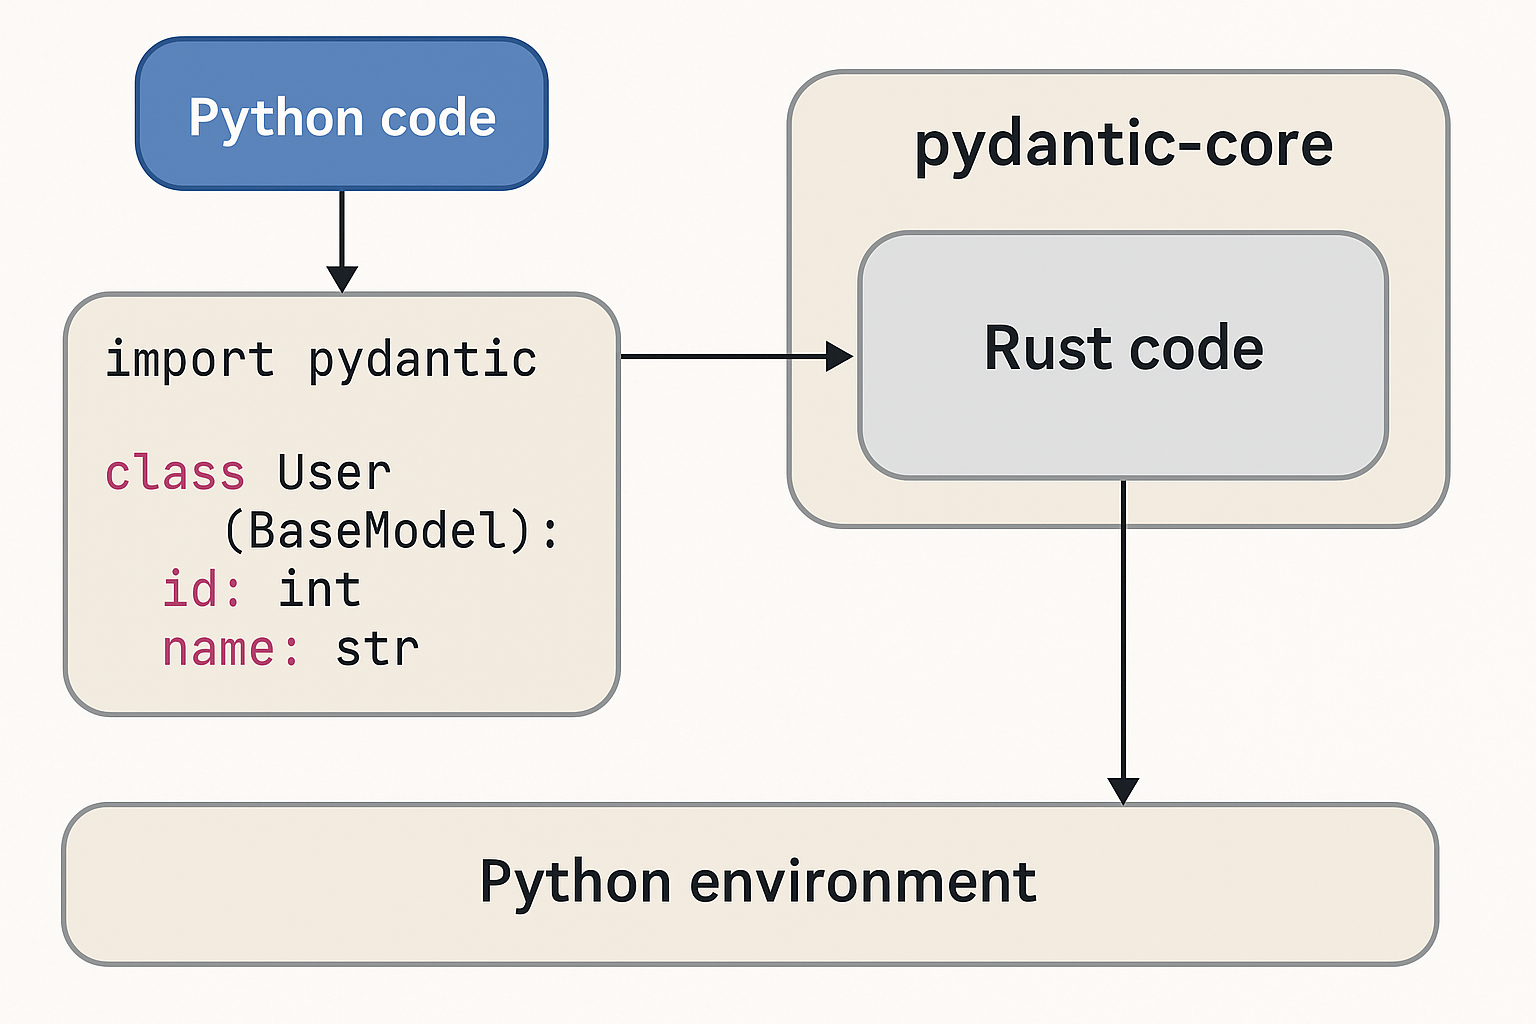 Python code
import pydantic
class User
(BaseModel):
id: int
name: str
pydantic-core
Rust code
Python environment